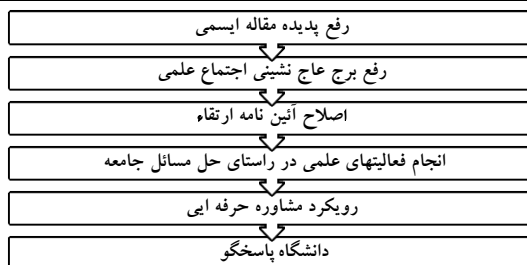 رفع پدیده مقاله ایسمی
رفع برج عاج نشینی اجتماع علمی
اصلاح آئین نامه ارتقاء
انجام فعالیتهای علمی در راستای حل مسائل جامعه
رویکرد مشاوره حرفه ایی
دانشگاه پاسخگو